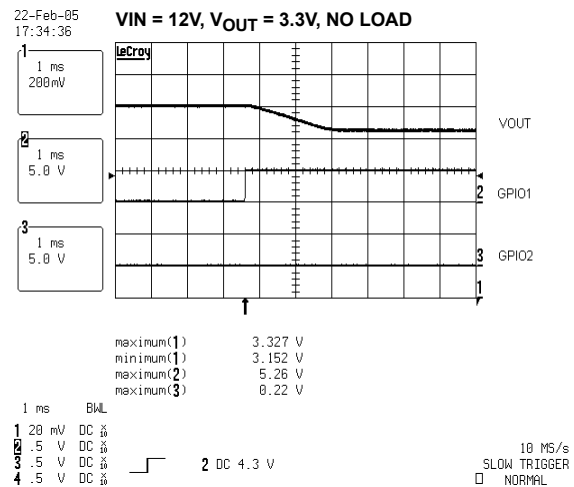 22-Feb-05
17:34:36
VIN = 12V, VOUT = 3.3V, NO LOAD
LeCroy
1
1 ms
200mV
2
1 ms
5.0 V
3
1 ms
5.0 V
VOUT
2 GPIO1
3 GPIO2
1
maximum(1) 3.327 V
minimum(1) 3.152 V
maximum(2) 5.26 V
maximum(3) 0.22 V
1 ms BWL
1 20 mV DC X10
2 .5 V DC X10
3 .5 V DC X10
4 .5 V DC X10
2 DC 4.3 V
10 MS/s
SLOW TRIGGER
NORMAL